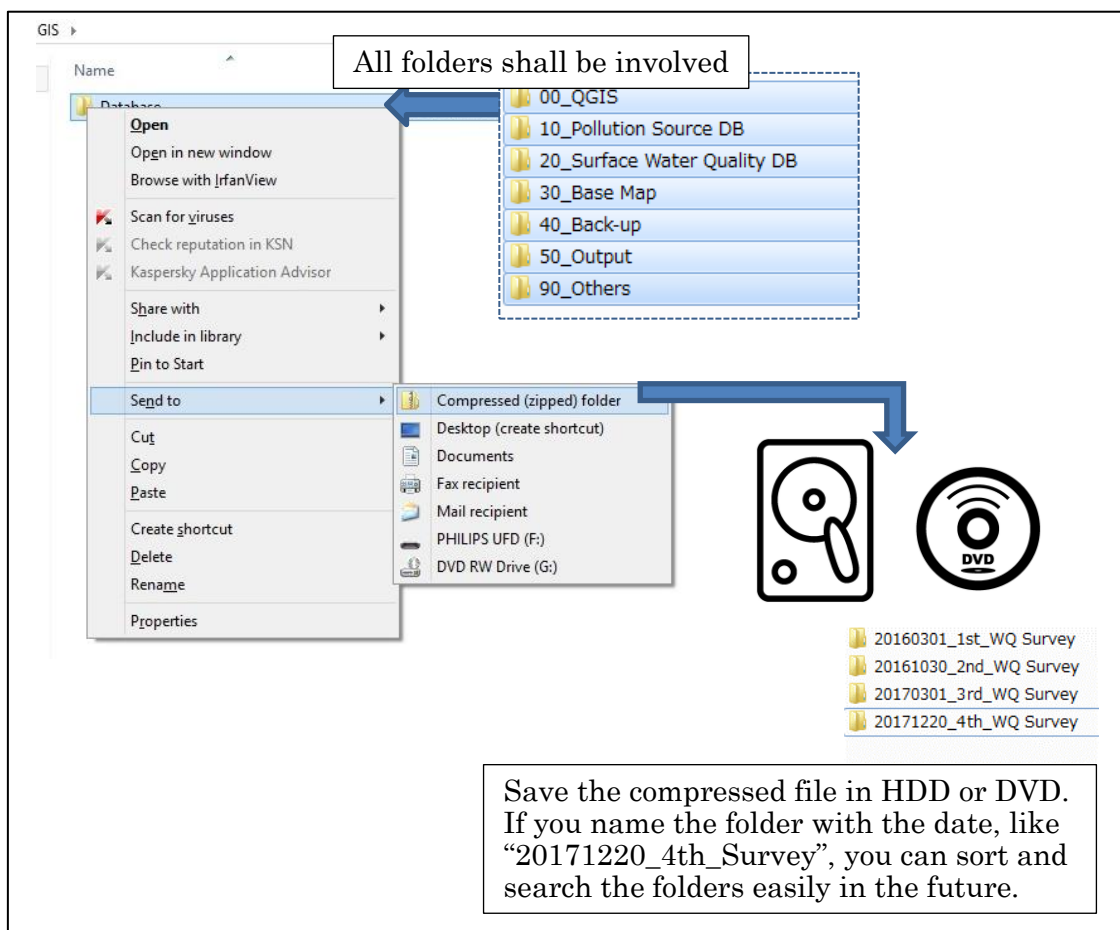 GIS
All folders shall be involved
Name
Database
00_QGIS
10_Pollution Source DB
20_Surface Water Quality DB
30_Base Map
40_Back-up
50_Output
90_Others
Open
Open in new window
Browse with IrfanView
Scan for viruses
Check reputation in KSN
Kaspersky Application Advisor
Share with
Include in library
Pin to Start
Send to
Cut
Copy
Paste
Create shortcut
Delete
Rename
Properties
Compressed (zipped) folder
Desktop (create shortcut)
Documents
Fax recipient
Mail recipient
PHILIPS UFD (F:)
DVD RW Drive (G:)
DVD
20160301_1st_WQ Survey
20161030_2nd_WQ Survey
20170301_3rd_WQ Survey
20171220_4th_WQ Survey
Save the compressed file in HDD or DVD.
If you name the folder with the date, like
“20171220_4th_Survey”, you can sort and
search the folders easily in the future.